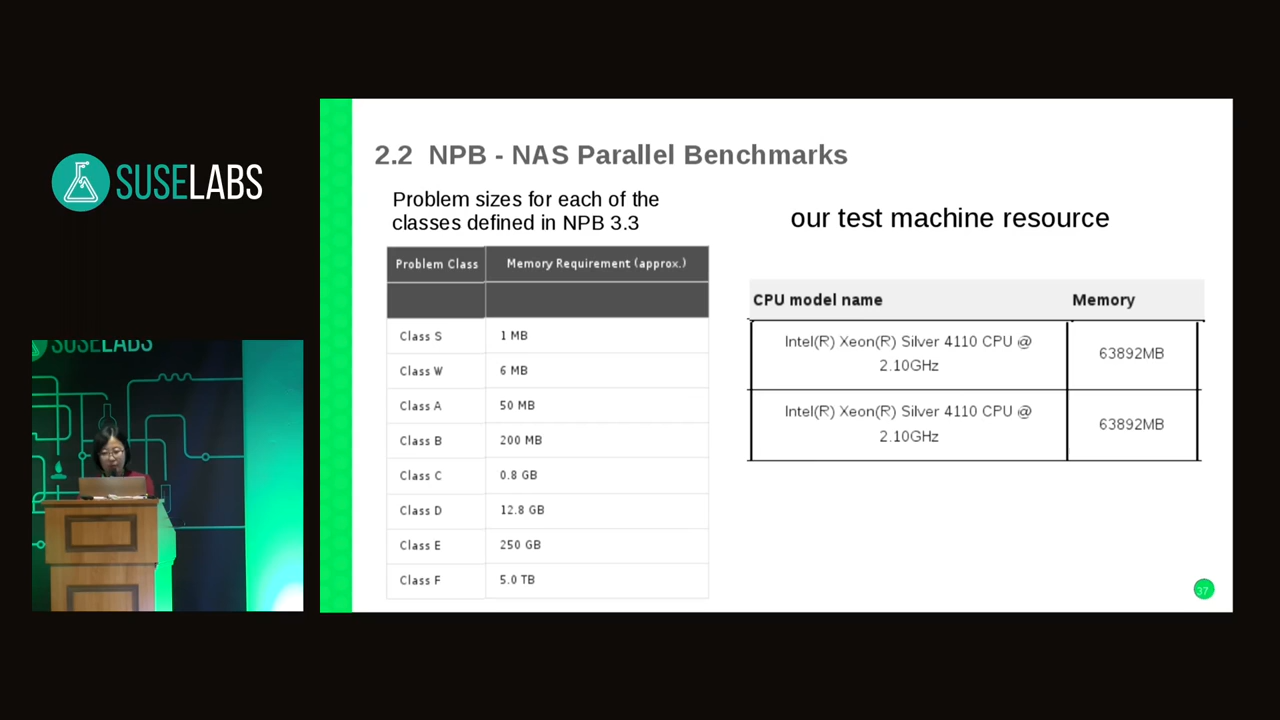 SUSELABS
SUSELABS
2.2 NPB - NAS Parallel Benchmarks
Problem sizes for each of the
classes defined in NPB 3.3
Problem Class Memory Requirement (approx.)
Class S 1 MB
Class W 6 MB
Class A 50 MB
Class B 200 MB
Class C 0.8 GB
Class D 12.8 GB
Class E 250 GB
Class F 5.0 TB
our test machine resource
CPU model name Memory
Intel(R) Xeon(R) Silver 4110 CPU @
2.10GHz
63892MB
Intel(R) Xeon(R) Silver 4110 CPU @
2.10GHz
63892MB
37